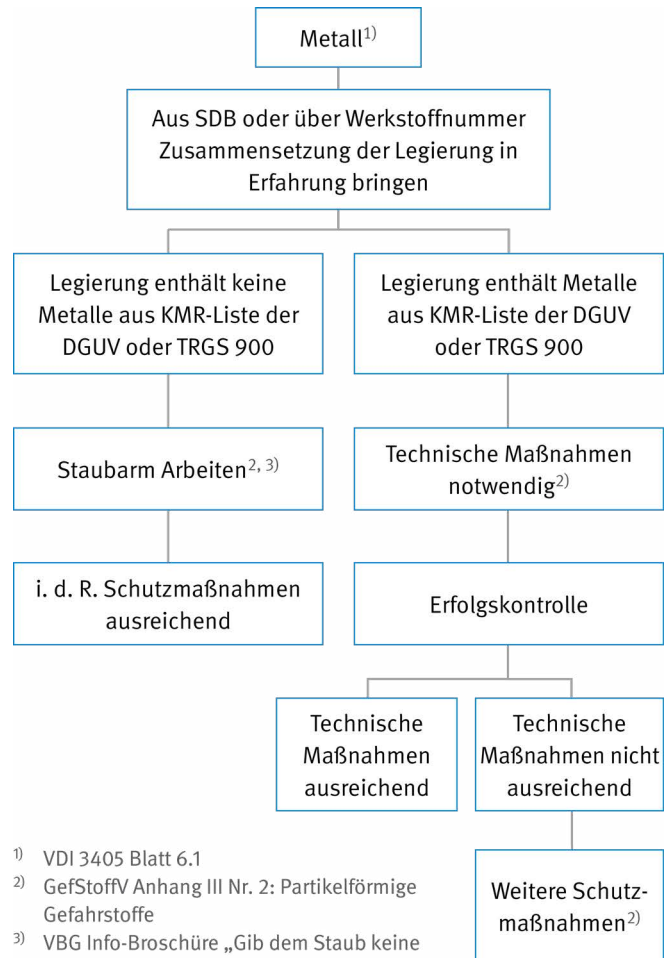 Metall1)
Aus SDB oder über Werkstoffnummer
Zusammensetzung der Legierung in
Erfahrung bringen
Legierung enthält keine
Metalle aus KMR-Liste der
DGUV oder TRGS 900
Legierung enthält Metalle
aus KMR-Liste der DGUV
oder TRGS 900
Staubarm Arbeiten2, 3)
Technische Maßnahmen
notwendig2)
i. d. R. Schutzmaßnahmen
ausreichend
Erfolgskontrolle
Technische
Maßnahmen
ausreichend
Technische
Maßnahmen nicht
ausreichend
Weitere Schutz-
maßnahmen2)
1) VDI 3405 Blatt 6.1
2) GefStoffV Anhang III Nr. 2: Partikelförmige
Gefahrstoffe
3) VBG Info-Broschüre „Gib dem Staub keine